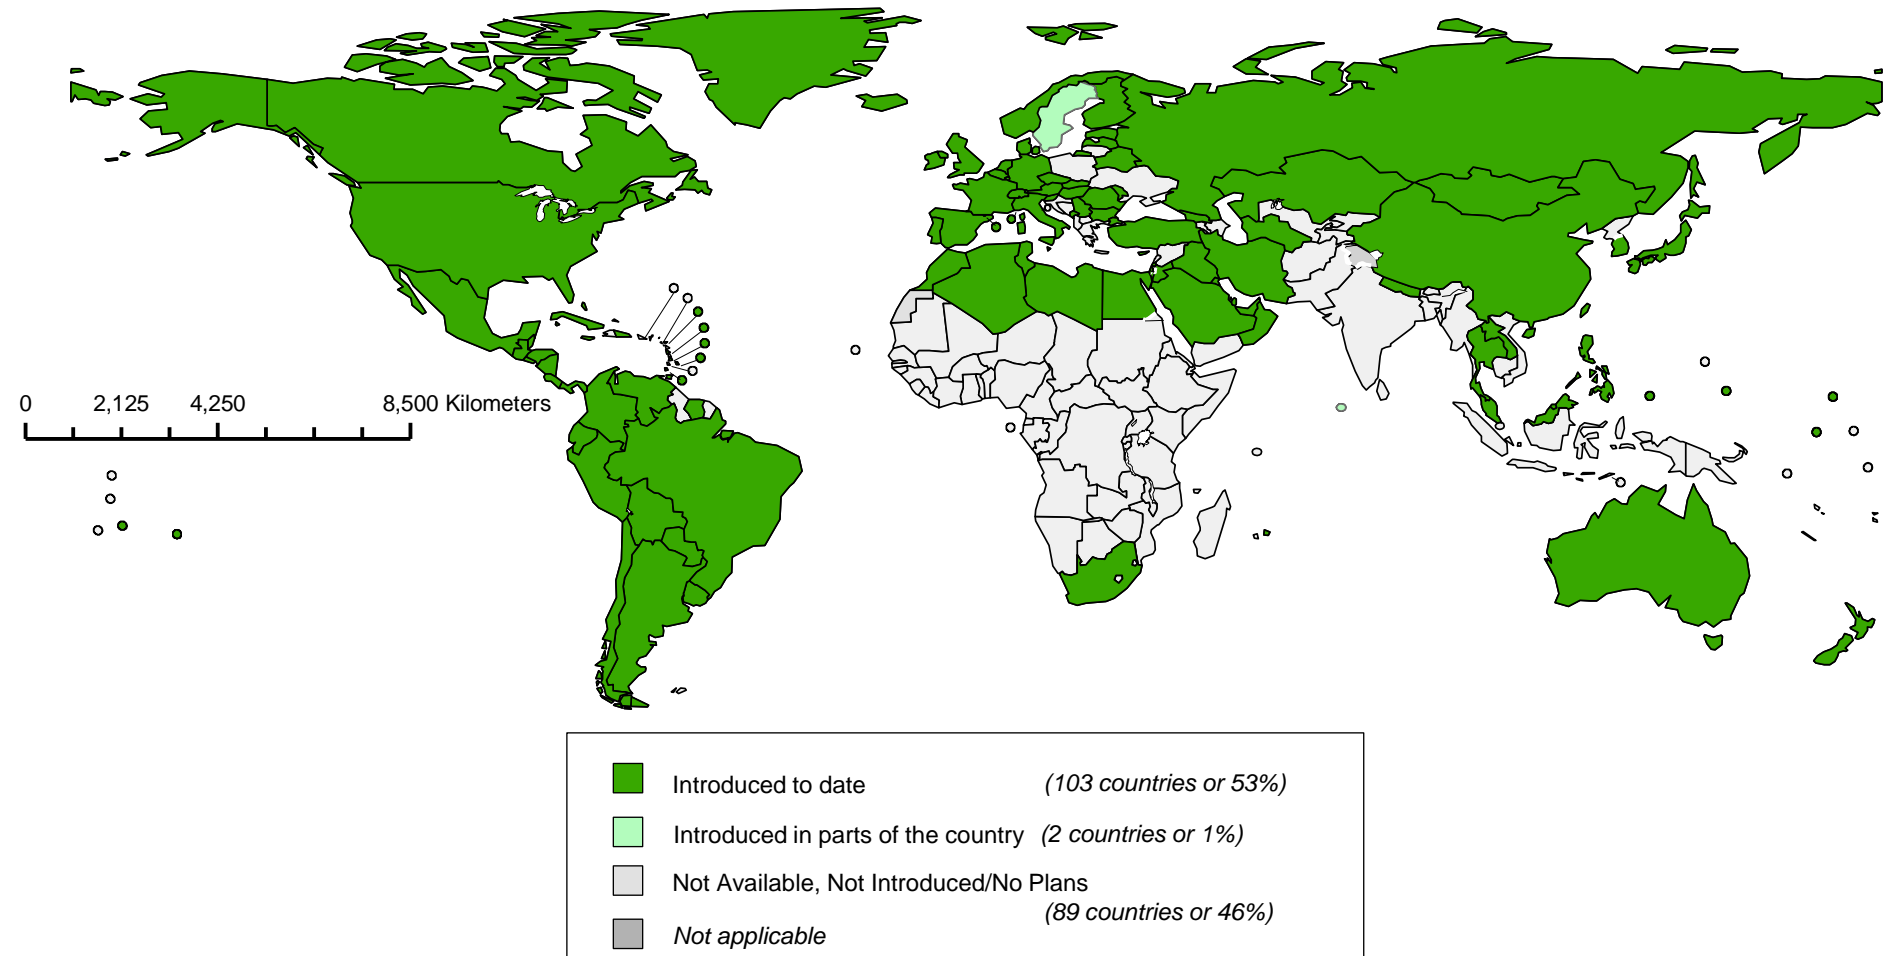 0 2,125 4,250 8,500 Kilometers
Introduced to date (103 countries or 53%)
Introduced in parts of the country (2 countries or 1%)
Not Available, Not Introduced/No Plans
(89 countries or 46%)
Not applicable